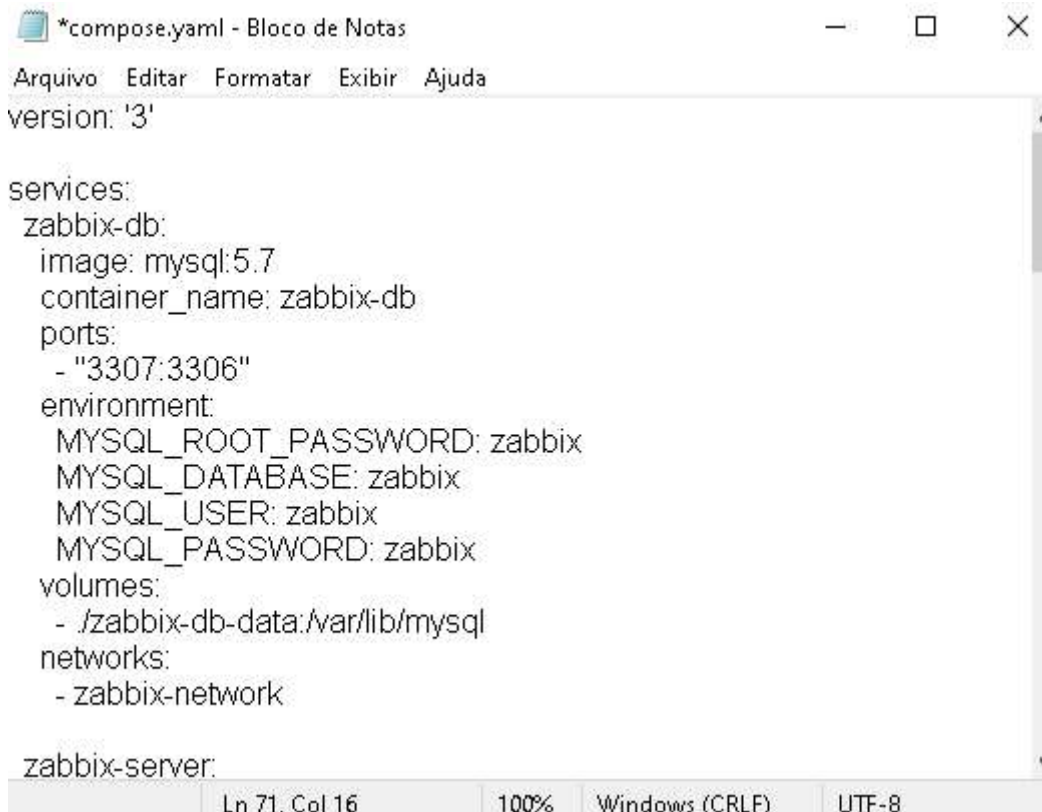 *compose.yaml - Bloco de Notas
Arquivo Editar Formatar Exibir Ajuda
version: '3'
services:
zabbix-db:
image: mysql:5.7
container_name: zabbix-db
ports:
- "3307:3306"
environment:
MYSQL_ROOT_PASSWORD: zabbix
MYSQL_DATABASE: zabbix
MYSQL_USER: zabbix
MYSQL_PASSWORD: zabbix
volumes:
- ./zabbix-db-data:/var/lib/mysql
networks:
- zabbix-network
zabbix-server:
Ln 71, Col 16 100% Windows (CRLF) UTF-8